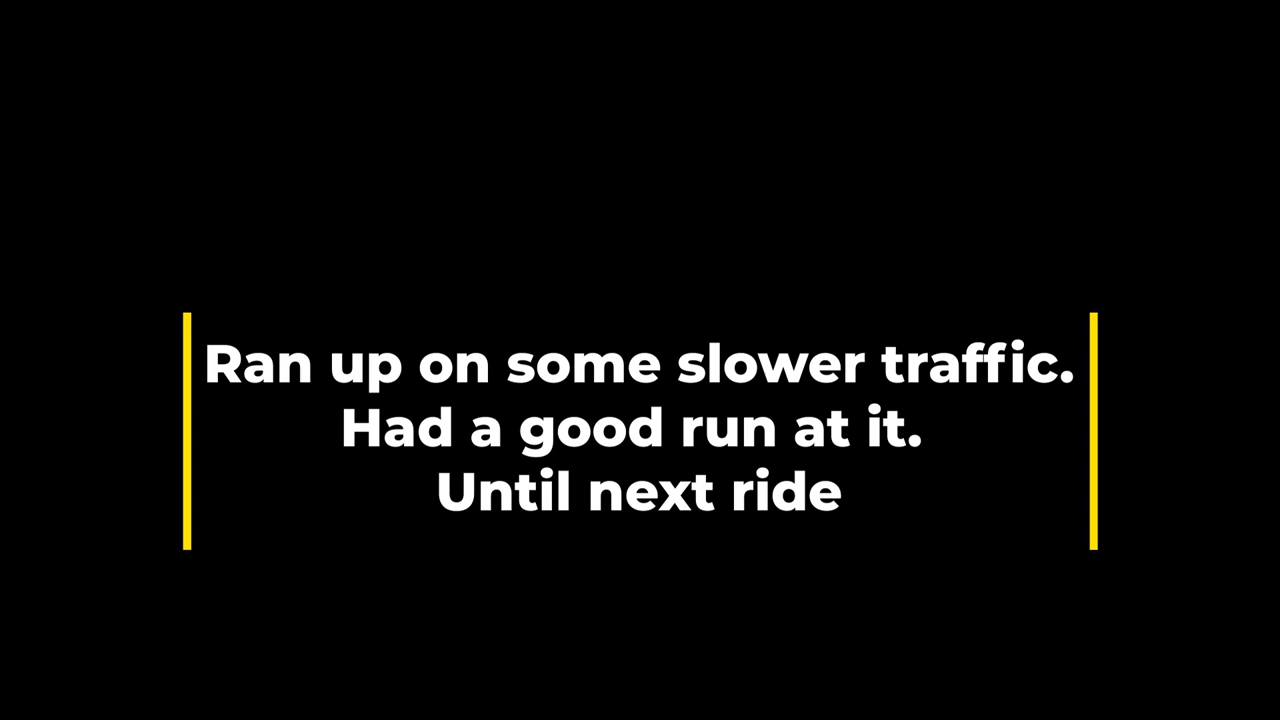 Ran up on some slower traffic.
Had a good run at it.
Until next ride